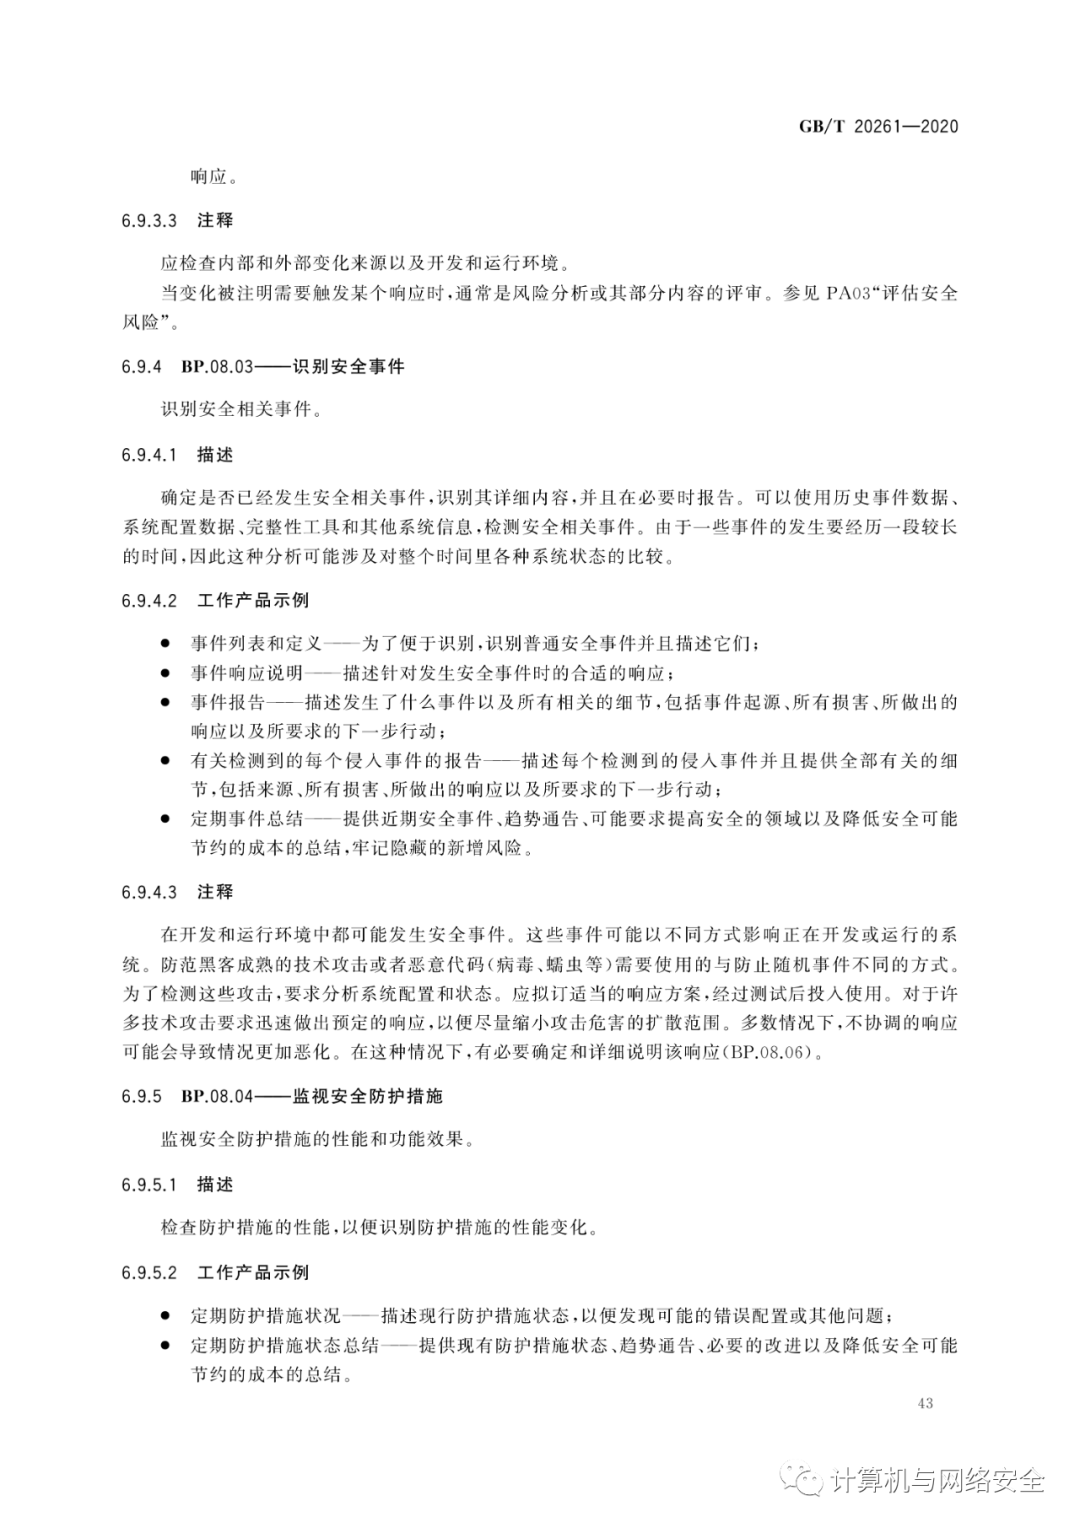 GB/T 20261—2020
响应。
6.9.3.3 注释
应检查内部和外部变化来源以及开发和运行环境。
当变化被注明需要触发某个响应时,通常是风险分析或其部分内容的评审。参见 PA03“评估安全
风险”。
6.9.4 BP.08.03——识别安全事件
识别安全相关事件。
6.9.4.1 描述
确定是否已经发生安全相关事件,识别其详细内容,并且在必要时报告。可以使用历史事件数据、
系统配置数据、完整性工具和其他系统信息,检测安全相关事件。由于一些事件的发生要经历一段较长
的时间,因此这种分析可能涉及对整个时间里各种系统状态的比较。
6.9.4.2 工作产品示例
● 事件列表和定义——为了便于识别,识别普通安全事件并且描述它们;
● 事件响应说明——描述针对发生安全事件时的合适的响应;
● 事件报告——描述发生了什么事件以及所有相关的细节,包括事件起源、所有损害、所做出的
响应以及所要求的下一步行动;
● 有关检测到的每个侵入事件的报告——描述每个检测到的侵入事件并且提供全部有关的细
节,包括来源、所有损害、所做出的响应以及所要求的下一步行动;
● 定期事件总结——提供近期安全事件、趋势通告、可能要求提高安全的领域以及降低安全可能
节约的成本的总结,牢记隐藏的新增风险。
6.9.4.3 注释
在开发和运行环境中都可能发生安全事件。这些事件可能以不同方式影响正在开发或运行的系
统。防范黑客成熟的技术攻击或者恶意代码(病毒、蠕虫等)需要使用的与防止随机事件不同的方式。
为了检测这些攻击,要求分析系统配置和状态。应拟订适当的响应方案,经过测试后投入使用。对于许
多技术攻击要求迅速做出预定的响应,以便尽量缩小攻击危害的扩散范围。多数情况下,不协调的响应
可能会导致情况更加恶化。在这种情况下,有必要确定和详细说明该响应(BP.08.06)。
6.9.5 BP.08.04——监视安全防护措施
监视安全防护措施的性能和功能效果。
6.9.5.1 描述
检查防护措施的性能,以便识别防护措施的性能变化。
6.9.5.2 工作产品示例
● 定期防护措施状况——描述现行防护措施状态,以便发现可能的错误配置或其他问题;
● 定期防护措施状态总结——提供现有防护措施状态、趋势通告、必要的改进以及降低安全可能
节约的成本的总结。
43
计算机与网络安全